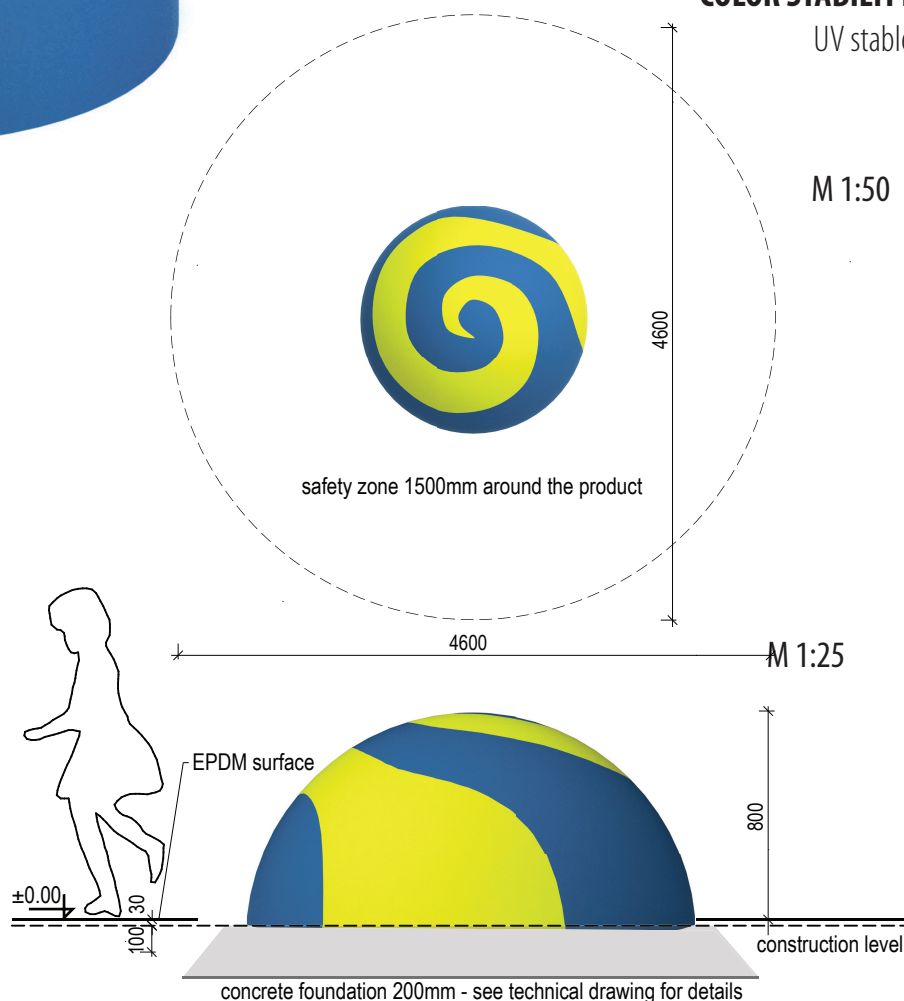 UV stable
M 1:50
4600
safety zone 1500mm around the product
4600
M 1:25
EPDM surface
800
±0.00
30
100
construction level
concrete foundation 200mm - see technical drawing for details